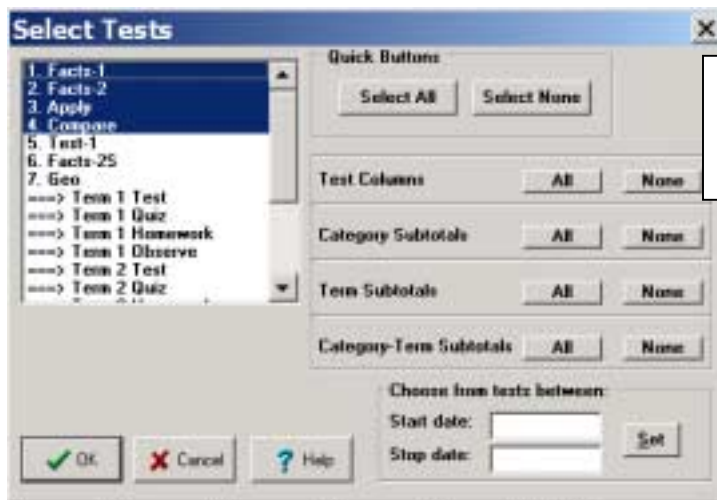 Select Tests
1. Facts-1
2. Facts-2
3. Apply
4. Compare
5. Test-1
6. Facts-25
7. Geo
===> Term 1 Test
===> Term 1 Quiz
===> Term 1 Homework
===> Term 1 Observe
===> Term 2 Test
===> Term 2 Quiz
Quick Buttons
Select All Select None
Test Columns All None
Category Subtotals All None
Term Subtotals All None
Category-Term Subtotals All None
Choose from tests between:
Start date:
Stop date:
Set
OK Cancel Help